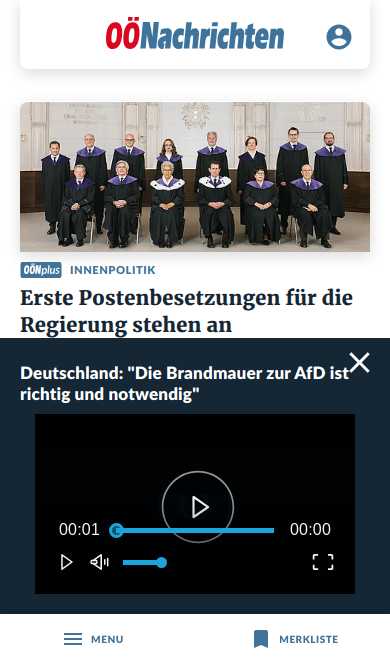 OÖNachrichten
OÖNplus INNENPOLITIK
Erste Postenbesetzungen für die
Regierung stehen an
Deutschland: "Die Brandmauer zur AfD ist
richtig und notwendig"
00:01 00:00
MENU MERKLISTE